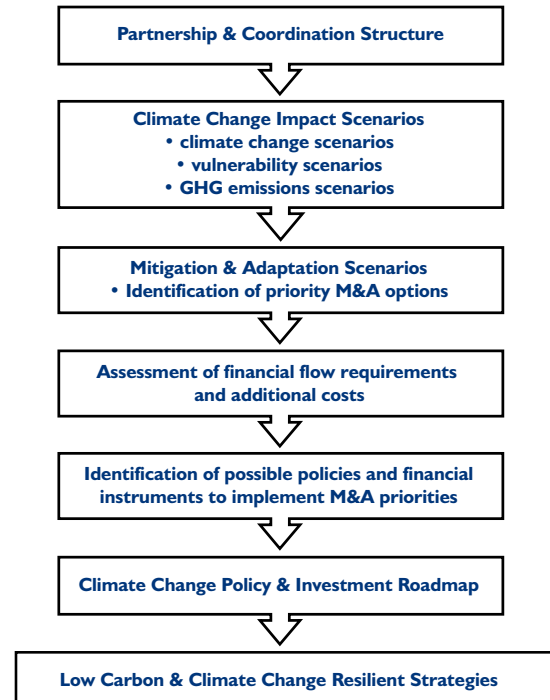 Partnership & Coordination Structure
Climate Change Impact Scenarios
• climate change scenarios
• vulnerability scenarios
• GHG emissions scenarios
Mitigation & Adaptation Scenarios
• Identification of priority M&A options
Assessment of financial flow requirements
and additional costs
Identification of possible policies and financial
instruments to implement M&A priorities
Climate Change Policy & Investment Roadmap
Low Carbon & Climate Change Resilient Strategies